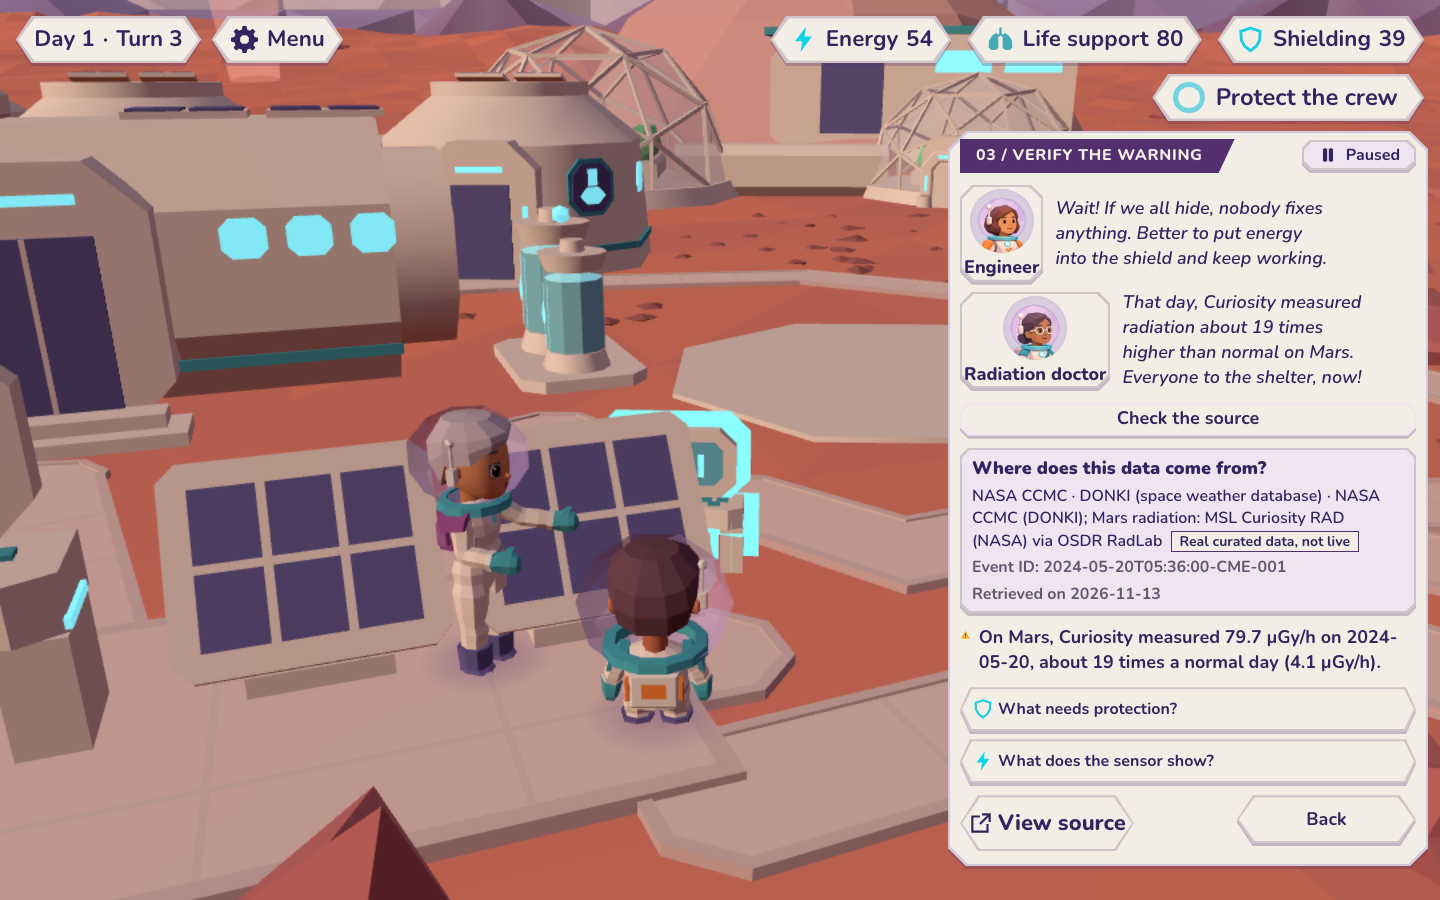 Day 1 · Turn 3
Menu
Energy 54
Life support 80
Shielding 39
Protect the crew
03 / VERIFY THE WARNING
Paused
Wait! If we all hide, nobody fixes
anything. Better to put energy
into the shield and keep working.
Engineer
That day, Curiosity measured
radiation about 19 times
higher than normal on Mars.
Everyone to the shelter, now!
Radiation doctor
Check the source
Where does this data come from?
NASA CCMC · DONKI (space weather database) · NASA
CCMC (DONKI); Mars radiation: MSL Curiosity RAD
(NASA) via OSDR RadLab Real curated data, not live
Event ID: 2024-05-20T05:36:00-CME-001
Retrieved on 2026-11-13
On Mars, Curiosity measured 79.7 µGy/h on 2024-
05-20, about 19 times a normal day (4.1 µGy/h).
What needs protection?
What does the sensor show?
View source
Back